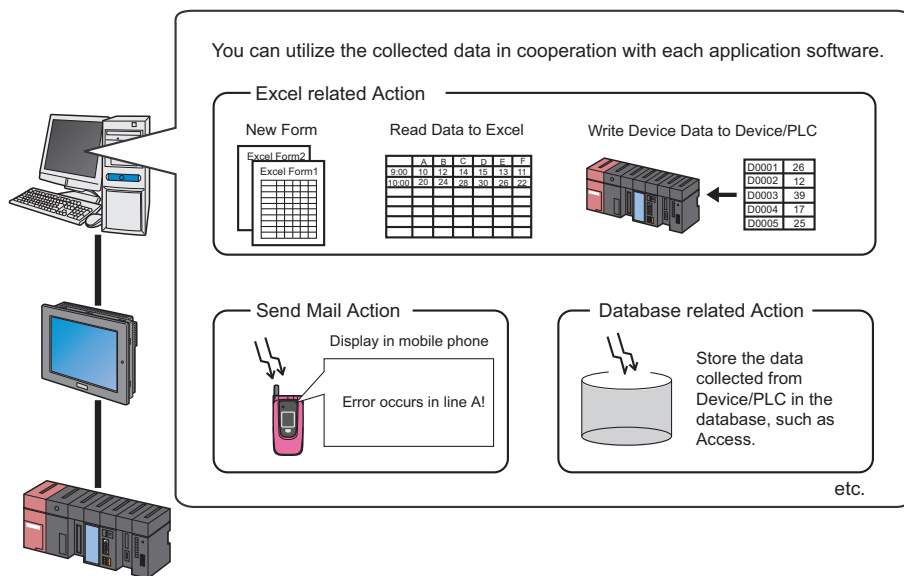 You can utilize the collected data in cooperation with each application software.
Excel related Action
New Form
Read Data to Excel
Write Device Data to Device/PLC
Excel Form2
Excel Form1
A B C D E F
9:00 10 12 14 15 13 11
10:00 20 24 28 30 26 22
D0001 26
D0002 12
D0003 39
D0004 17
D0005 25
Send Mail Action
Display in mobile phone
Error occurs in line A!
Database related Action
Store the data
collected from
Device/PLC in the
database, such as
Access.
etc.